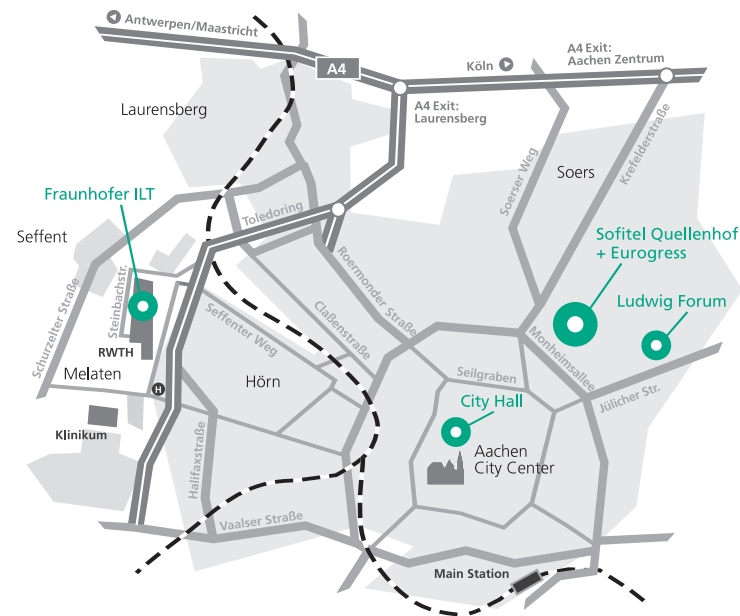 Antwerpen/Maastricht
A4
Köln
A4 Exit:
Aachen Zentrum
A4 Exit:
Laurensberg
Laurensberg
Soerser Weg
Soers
Krefelderstraße
Fraunhofer ILT
Toledoring
Seffent
Roermonder Straße
Sofitel Quellenhof
+ Eurogress
Ludwig Forum
Schurzelter Straße
Steinbachstr.
RWTH
Melaten
Seffenter Weg
Claßenstraße
Hörn
Monheimsallee
Seilgraben
Jülicher Str.
H
City Hall
Klinikum
Halifaxstraße
Aachen
City Center
Vaalser Straße
Main Station